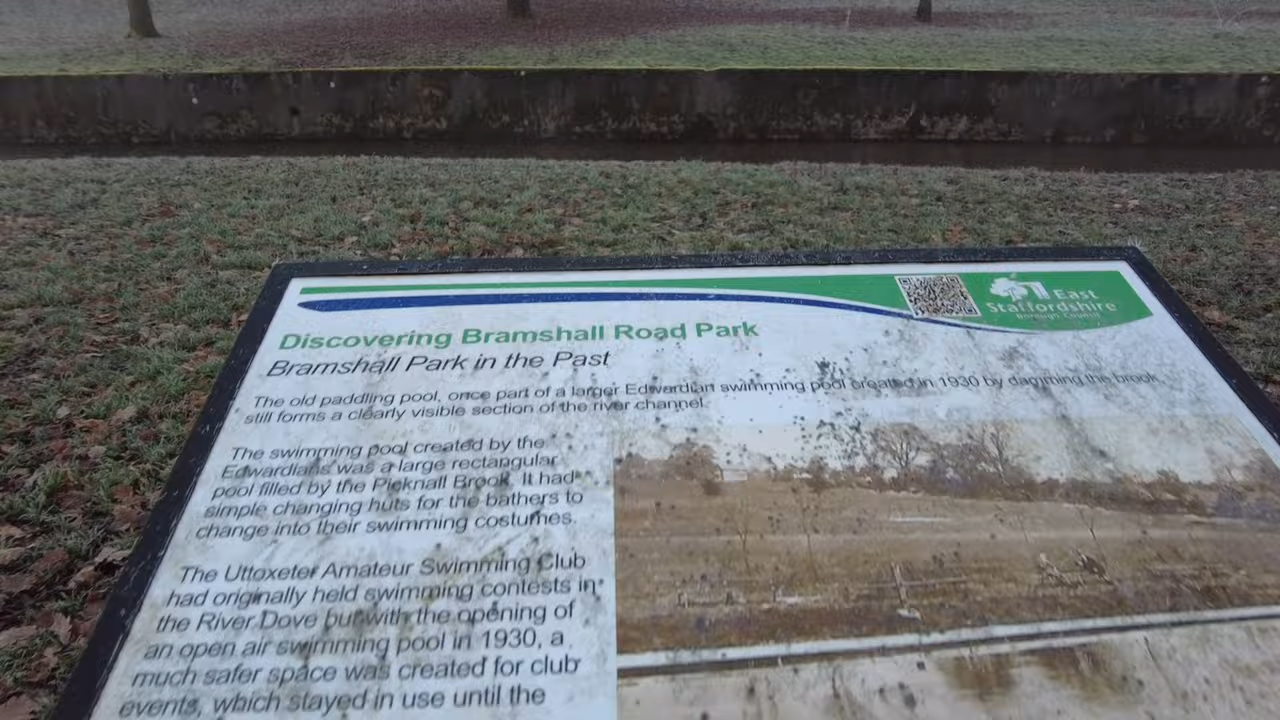 East
Staffordshire
Borough Council
Discovering Bramshall Road Park
Bramshall Park in the Past
The old paddling pool, once part of a larger Edwardian swimming pool created in 1930 by damming the brook
still forms a clearly visible section of the river channel.
The swimming pool created by the
Edwardians was a large rectangular
pool filled by the Picknall Brook. It had
simple changing huts for the bathers to
change into their swimming costumes.
The Uttoxeter Amateur Swimming Club
had originally held swimming contests in
the River Dove but with the opening of
an open air swimming pool in 1930, a
much safer space was created for club
events, which stayed in use until the